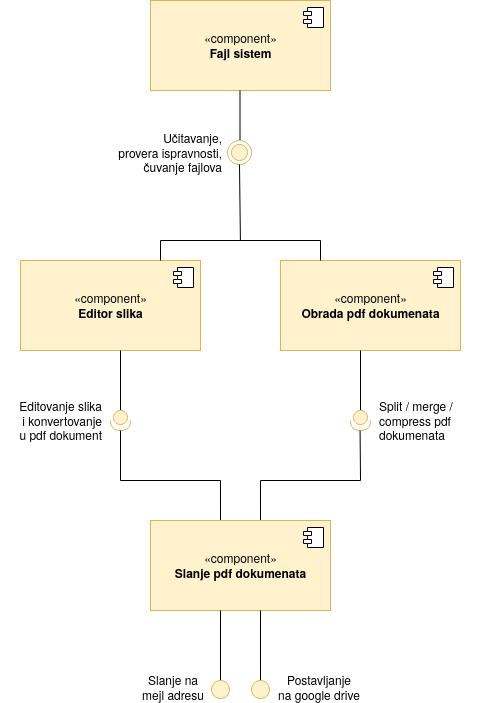 «component»
Fajl sistem
Učitavanje,
provera ispravnosti,
čuvanje fajlova
«component»
Editor slika
«component»
Obrada pdf dokumenata
Editovanje slika
i konvertovanje
u pdf dokument
Split / merge /
compress pdf
dokumenata
«component»
Slanje pdf dokumenata
Slanje na
mejl adresu
Postavljanje
na google drive